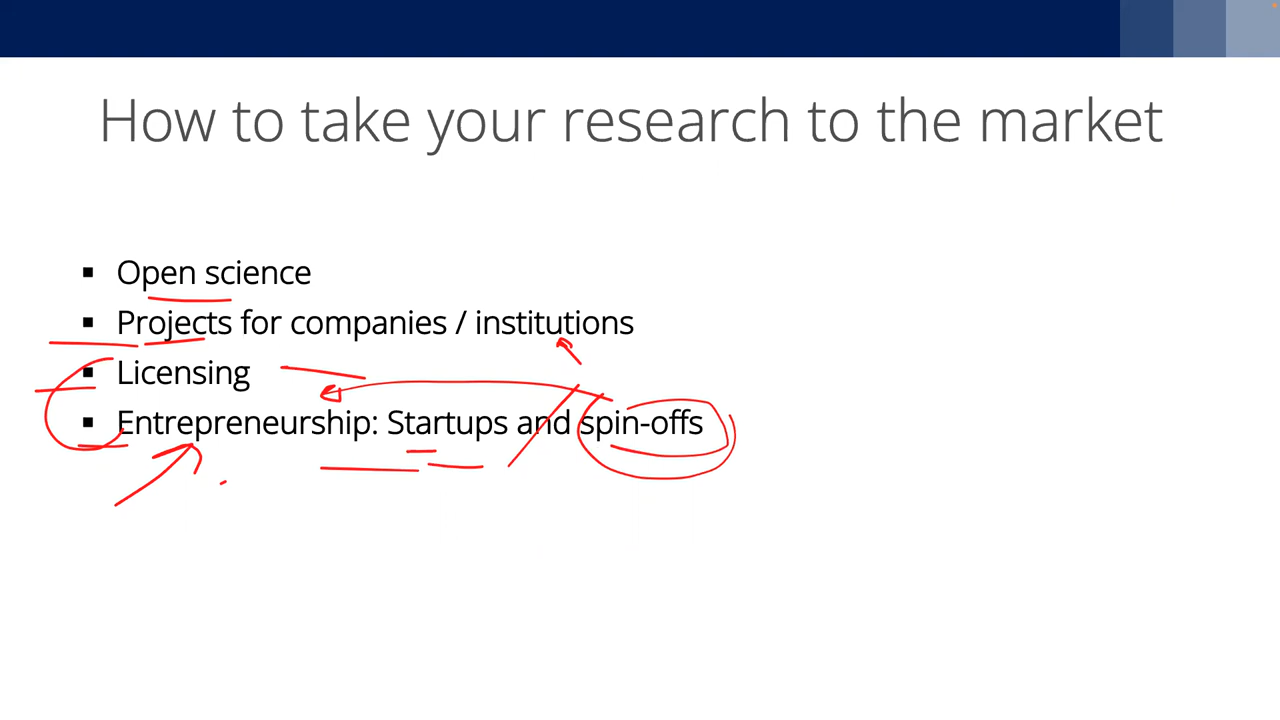 How to take your research to the market
▪ Open science
▪ Projects for companies / institutions
▪ Licensing
▪ Entrepreneurship: Startups and spin-offs